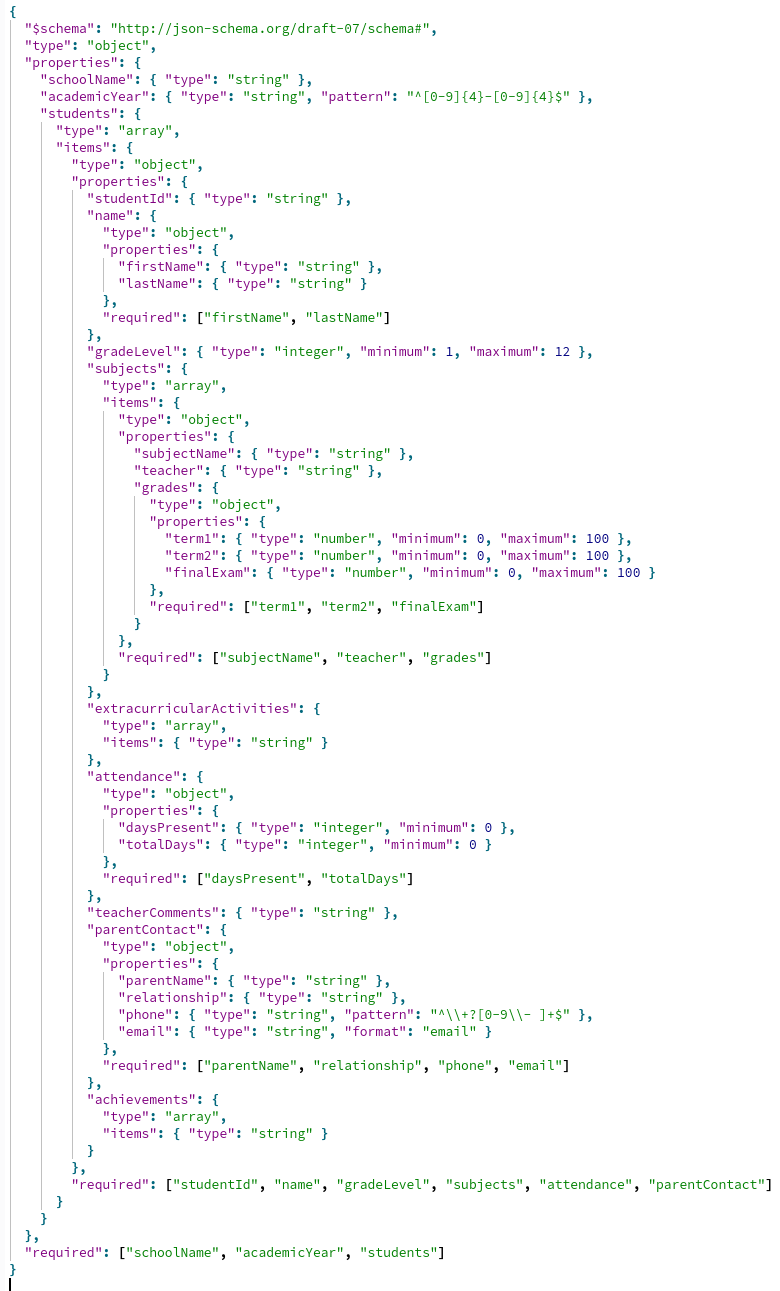 {
  "$schema": "http://json-schema.org/draft-07/schema#",
  "type": "object",
  "properties": {
    "schoolName": { "type": "string" },
    "academicYear": { "type": "string", "pattern": "^[0-9]{4}-[0-9]{4}$" },
    "students": {
      "type": "array",
      "items": {
        "type": "object",
        "properties": {
          "studentId": { "type": "string" },
          "name": {
            "type": "object",
            "properties": {
              "firstName": { "type": "string" },
              "lastName": { "type": "string" }
            },
            "required": ["firstName", "lastName"]
          },
          "gradeLevel": { "type": "integer", "minimum": 1, "maximum": 12 },
          "subjects": {
            "type": "array",
            "items": {
              "type": "object",
              "properties": {
                "subjectName": { "type": "string" },
                "teacher": { "type": "string" },
                "grades": {
                  "type": "object",
                  "properties": {
                    "term1": { "type": "number", "minimum": 0, "maximum": 100 },
                    "term2": { "type": "number", "minimum": 0, "maximum": 100 },
                    "finalExam": { "type": "number", "minimum": 0, "maximum": 100 }
                  },
                  "required": ["term1", "term2", "finalExam"]
                }
              },
              "required": ["subjectName", "teacher", "grades"]
            }
          },
          "extracurricularActivities": {
            "type": "array",
            "items": { "type": "string" }
          },
          "attendance": {
            "type": "object",
            "properties": {
              "daysPresent": { "type": "integer", "minimum": 0 },
              "totalDays": { "type": "integer", "minimum": 0 }
            },
            "required": ["daysPresent", "totalDays"]
          },
          "teacherComments": { "type": "string" },
          "parentContact": {
            "type": "object",
            "properties": {
              "parentName": { "type": "string" },
              "relationship": { "type": "string" },
              "phone": { "type": "string", "pattern": "^\\+?[0-9\\- ]+$" },
              "email": { "type": "string", "format": "email" }
            },
            "required": ["parentName", "relationship", "phone", "email"]
          },
          "achievements": {
            "type": "array",
            "items": { "type": "string" }
          }
        },
        "required": ["studentId", "name", "gradeLevel", "subjects", "attendance", "parentContact"]
      }
    }
  },
  "required": ["schoolName", "academicYear", "students"]
}